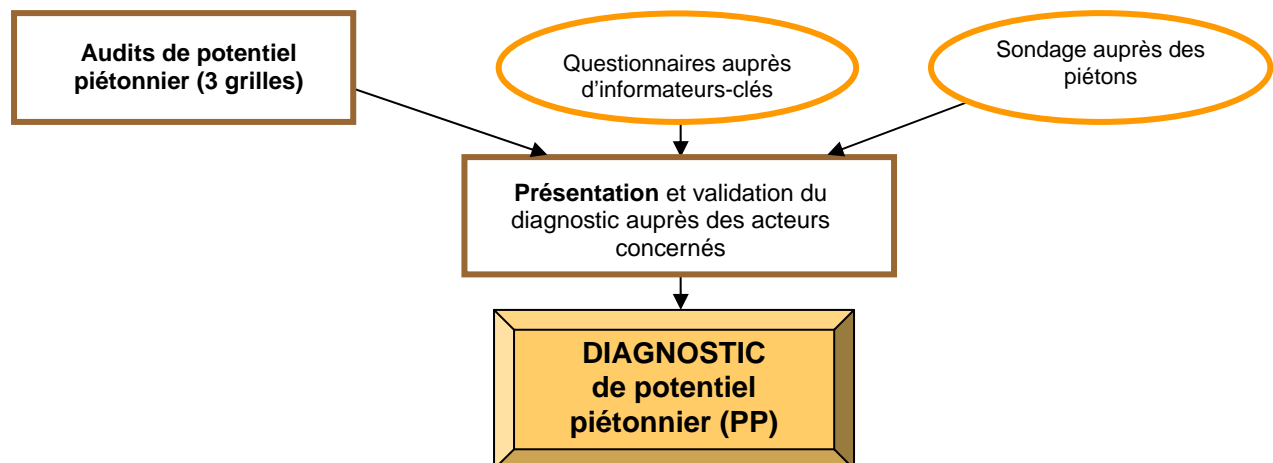 Audits de potentiel
piétonnier (3 grilles)
Questionnaires auprès
d'informateurs-clés
Sondage auprès des
piétons
Présentation et validation du
diagnostic auprès des acteurs
concernés
DIAGNOSTIC
de potentiel
piétonnier (PP)